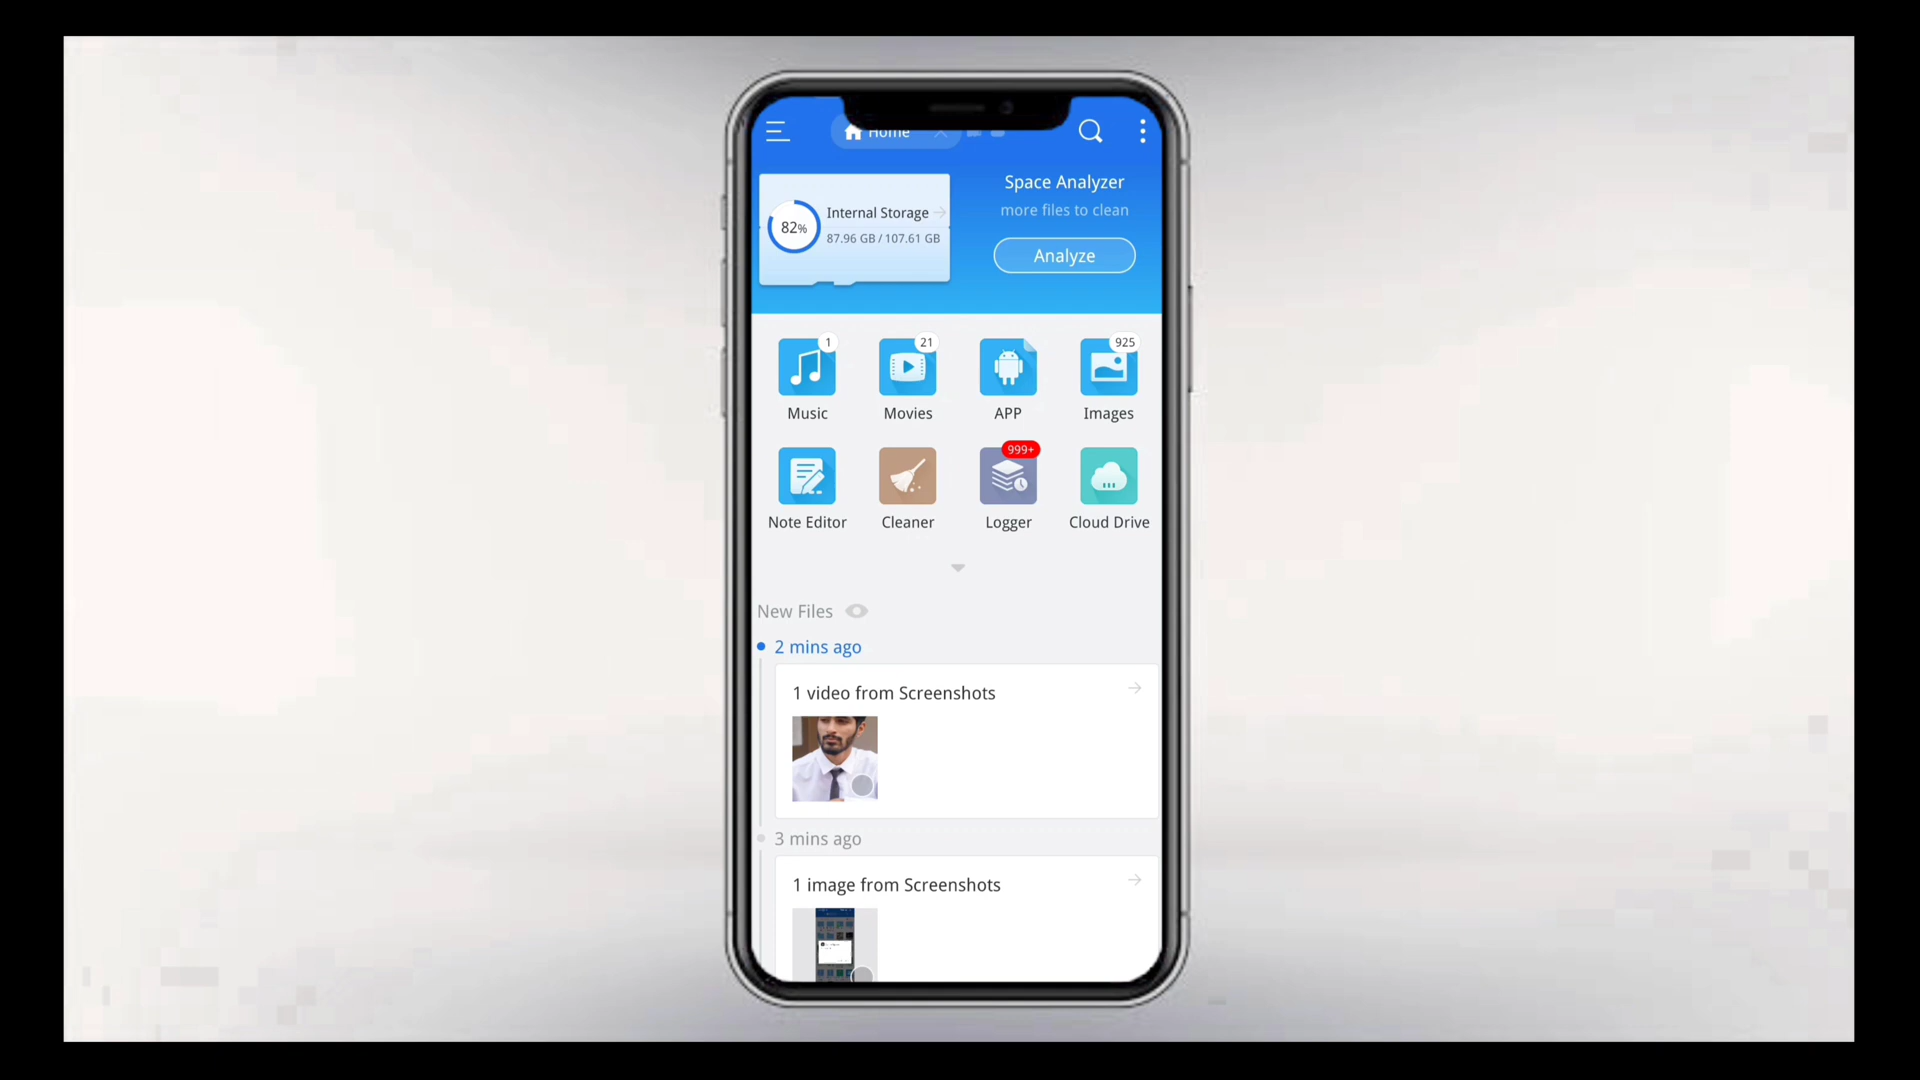 Home
Space Analyzer
more files to clean
Analyze
82%
Internal Storage
87.96 GB / 107.61 GB
1
21
925
Music
Movies
APP
Images
999+
Note Editor
Cleaner
Logger
Cloud Drive
New Files
2 mins ago
1 video from Screenshots
3 mins ago
1 image from Screenshots